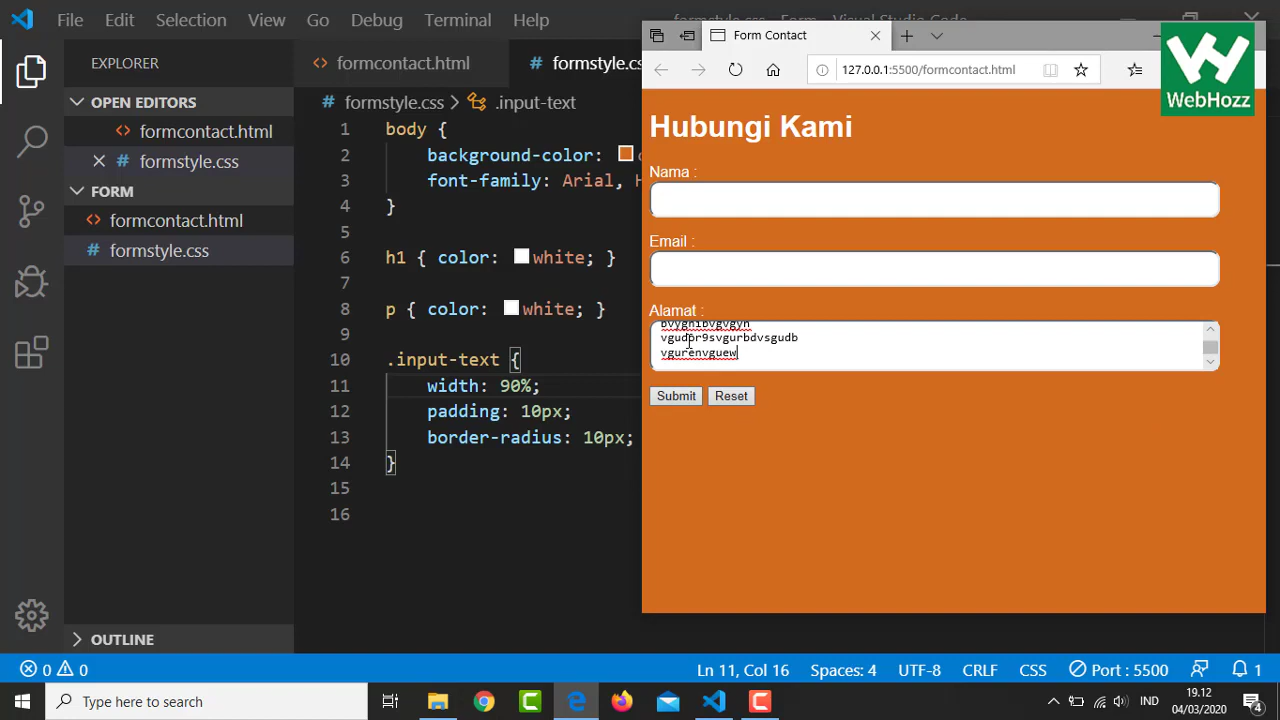 File Edit Selection View Go Debug Terminal Help
EXPLORER
OPEN EDITORS
<> formcontact.html
# formstyle.css
FORM
<> formcontact.html
# formstyle.css
OUTLINE
<> formcontact.html
# formstyle.cs
# formstyle.css > .input-text
1 body {
2 background-color:
3 font-family: Arial,
4 }
5
6 h1 { color: white; }
7
8 p { color: white; }
9
10 .input-text {
11 width: 90%;
12 padding: 10px;
13 border-radius: 10px;
14 }
15
16
Form Contact
127.0.0.1:5500/formcontact.html
WebHozz
Hubungi Kami
Nama :
Email :
Alamat :
vgurenvguew
Submit Reset
0 0
Ln 11, Col 16 Spaces: 4 UTF-8 CRLF CSS Port : 5500 1
Type here to search
IND
19.12
04/03/2020
4